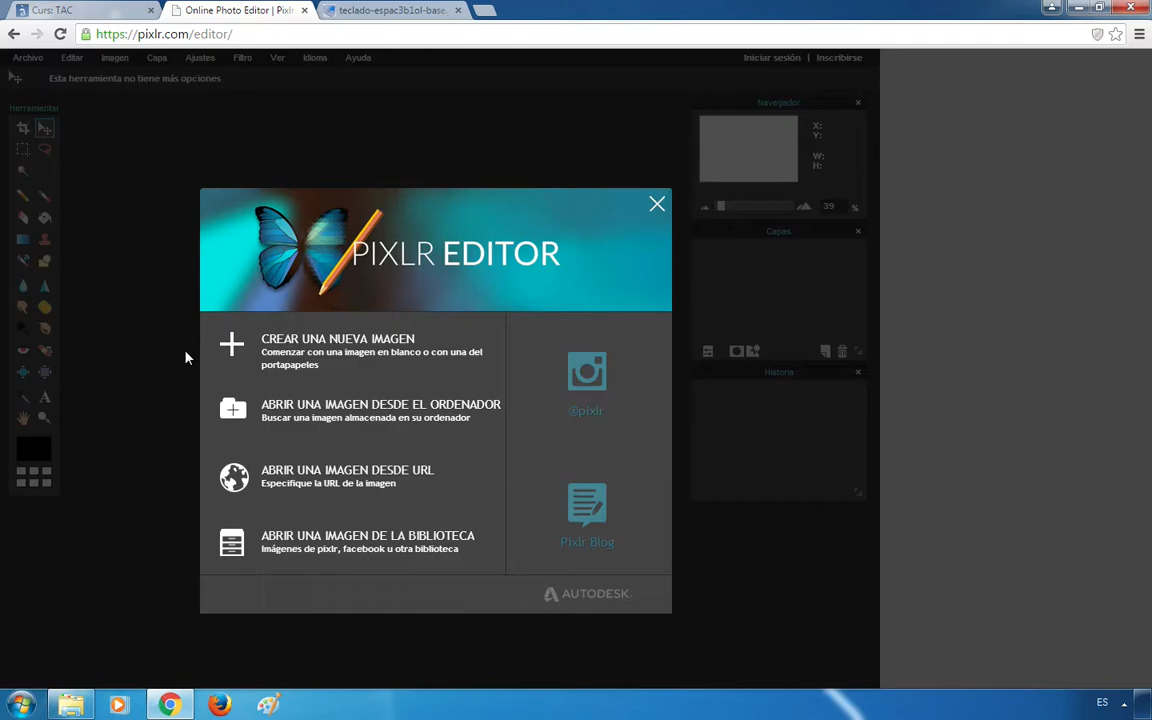 Curs: TAC
Online Photo Editor | Pixlr
teclado-espac3b1ol-base
https://pixlr.com/editor/
Archivo Editar Imagen Capa Ajustes Filtro Ver Idioma Ayuda
Iniciar sesión | Inscribirse
Esta herramienta no tiene más opciones
Herramientas
Navegador
X:
Y:
W:
H:
39 %
Capas
Historia
PIXLR EDITOR
CREAR UNA NUEVA IMAGEN
Comenzar con una imagen en blanco o con una del
portapapeles
ABRIR UNA IMAGEN DESDE EL ORDENADOR
Buscar una imagen almacenada en su ordenador
ABRIR UNA IMAGEN DESDE URL
Especifique la URL de la imagen
ABRIR UNA IMAGEN DE LA BIBLIOTECA
Imágenes de pixlr, facebook u otra biblioteca
@pixlr
Pixlr Blog
AUTODESK.
ES